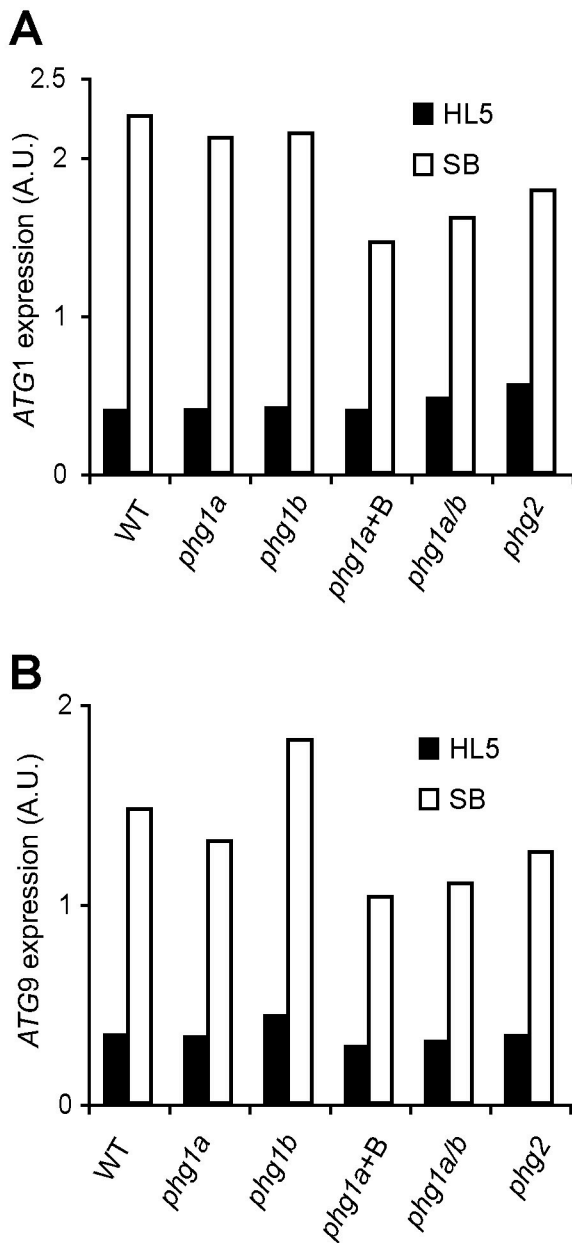 A
2.5
2
1
0
ATG1 expression (A.U.)
HL5
SB
WT
phg1a
phg1b
phg1a+B
phg1a/b
phg2
B
2
1
0
ATG9 expression (A.U.)
HL5
SB
WT
phg1a
phg1b
phg1a+B
phg1a/b
phg2